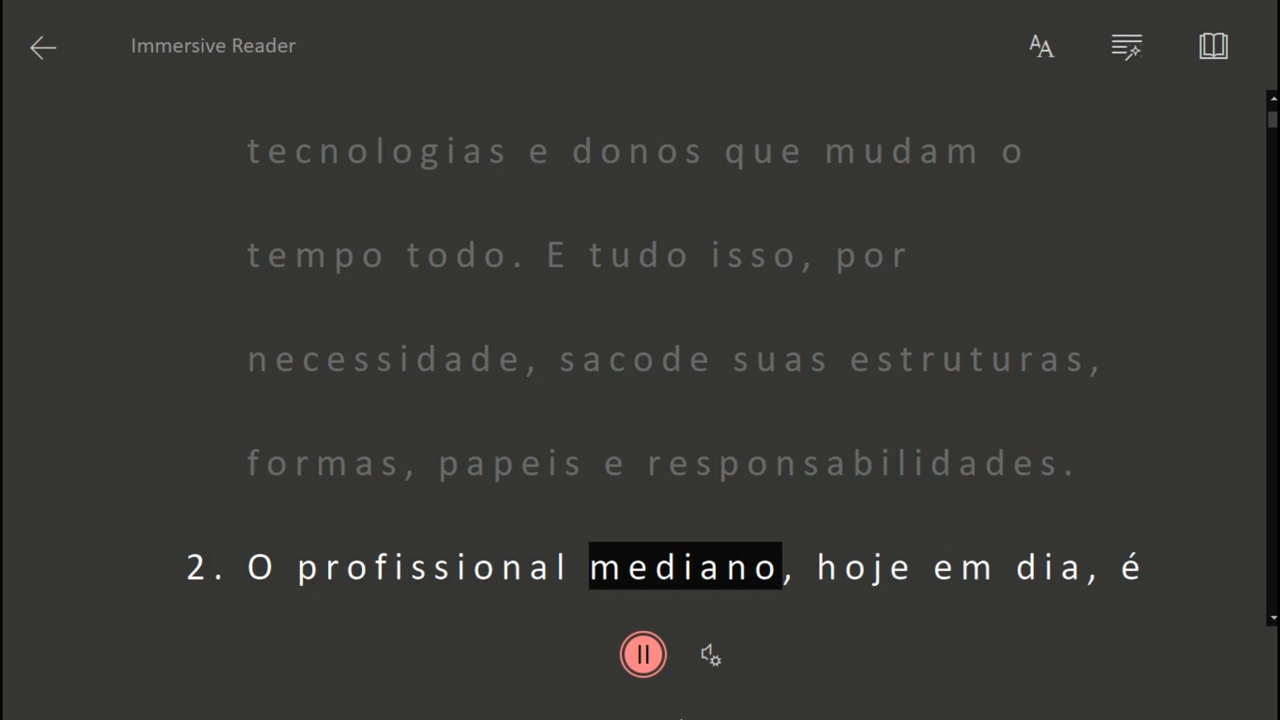 Immersive Reader
tecnologias e donos que mudam o
tempo todo. E tudo isso, por
necessidade, sacode suas estruturas,
formas, papeis e responsabilidades.
2. O profissional mediano, hoje em dia, é